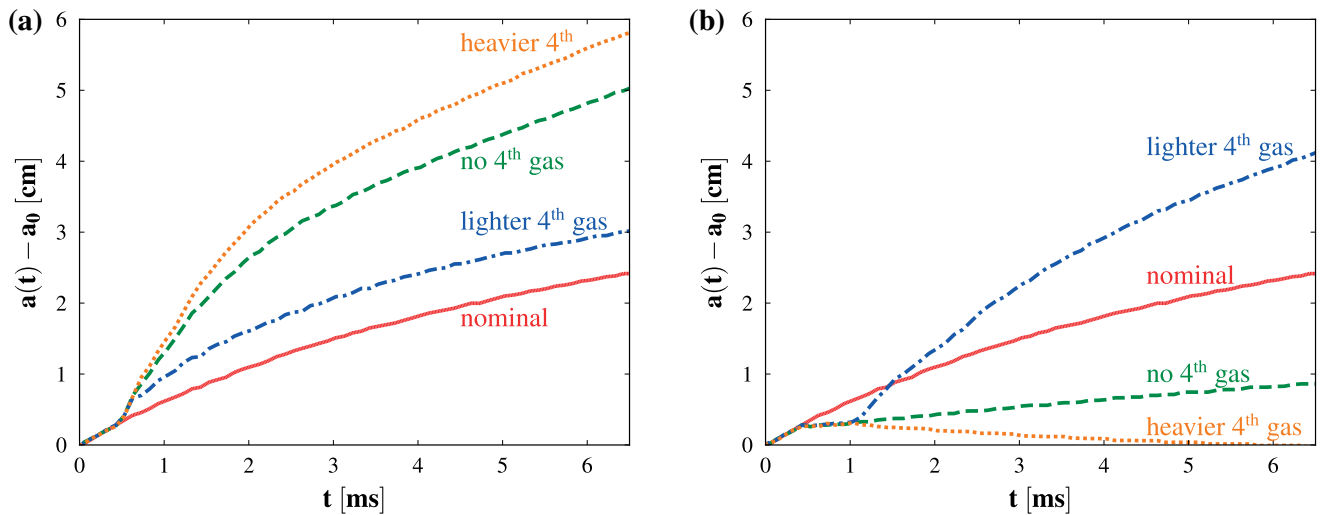 (a)
6
5
4
3
2
1
0
a(t) − a₀ [cm]
heavier 4ᵗʰ
no 4ᵗʰ gas
lighter 4ᵗʰ gas
nominal
0 1 2 3 4 5 6
t [ms]
(b)
6
5
4
3
2
1
0
a(t) − a₀ [cm]
lighter 4ᵗʰ gas
nominal
no 4ᵗʰ gas
heavier 4ᵗʰ gas
0 1 2 3 4 5 6
t [ms]